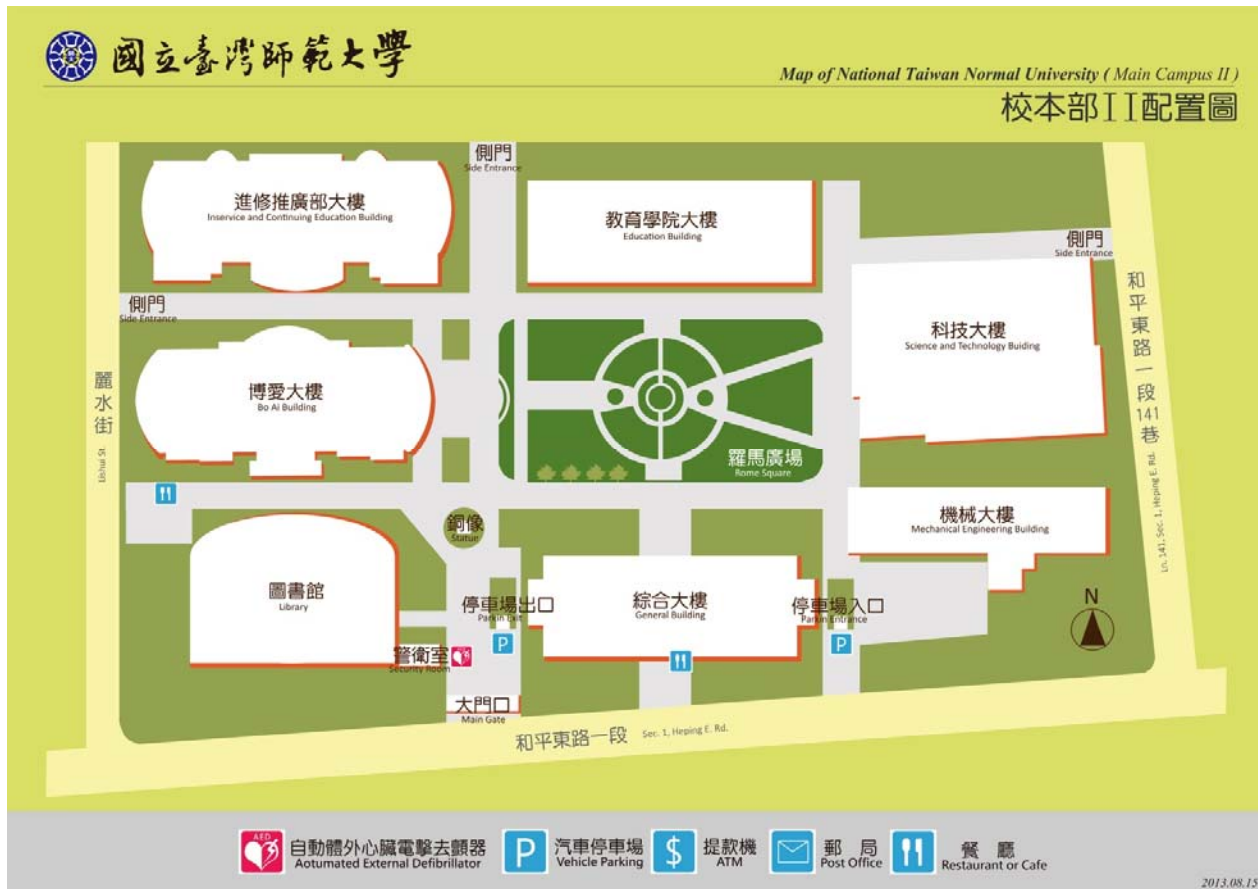 國立臺灣師範大學
Map of National Taiwan Normal University ( Main Campus II )
校本部II配置圖
側門
Side Entrance
進修推廣部大樓
Inservice and Continuing Education Building
教育學院大樓
Education Building
側門
Side Entrance
側門
Side Entrance
科技大樓
Science and Technology Buiding
和平東路一段141巷
Ln. 141, Sec. 1, Heping E. Rd.
麗水街
Lishui St.
博愛大樓
Bo Ai Building
羅馬廣場
Rome Square
銅像
Statue
機械大樓
Mechanical Engineering Building
圖書館
Library
停車場出口
Parkin Exit
P
綜合大樓
General Building
停車場入口
Parkin Entrance
P
N
警衛室
Security Room
大門口
Main Gate
和平東路一段 Sec. 1, Heping E. Rd.
AED
自動體外心臟電擊去顫器
Aotumated External Defibrillator
P
汽車停車場
Vehicle Parking
$
提款機
ATM
郵局
Post Office
餐廳
Restaurant or Cafe
2013.08.15